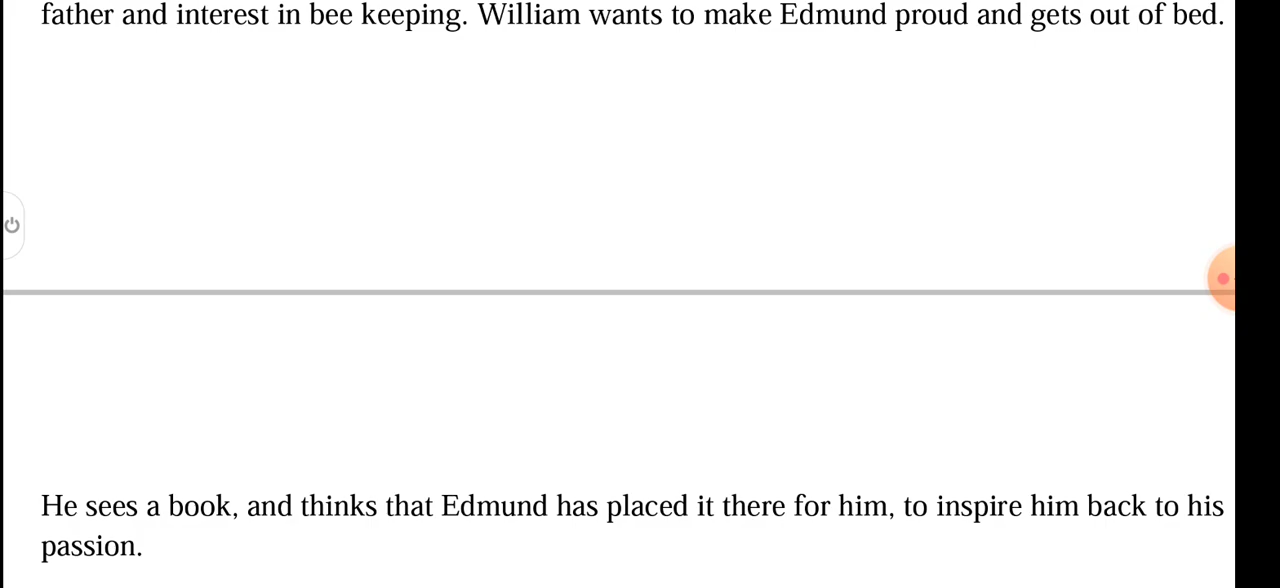 father and interest in bee keeping. William wants to make Edmund proud and gets out of bed.
He sees a book, and thinks that Edmund has placed it there for him, to inspire him back to his
passion.